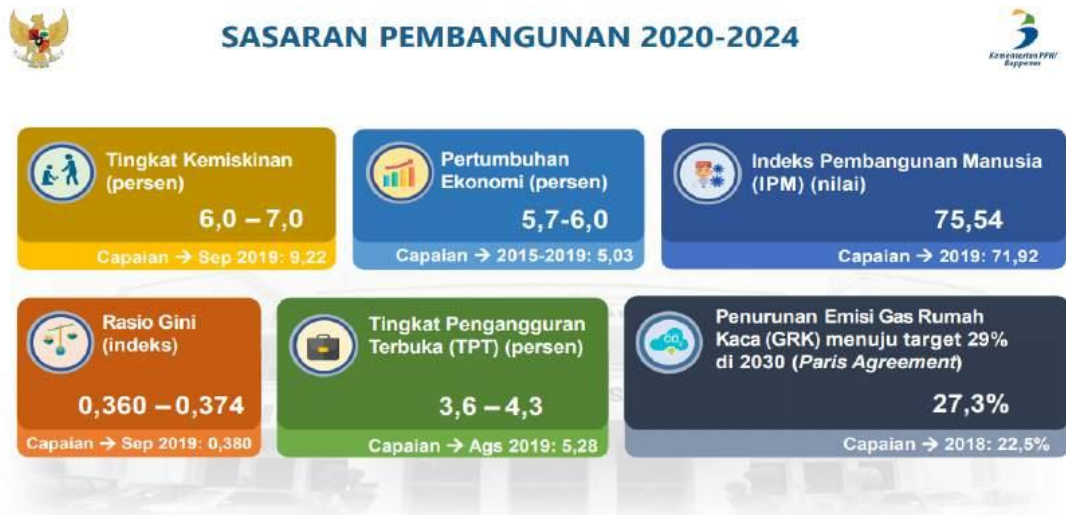 SASARAN PEMBANGUNAN 2020-2024
Kementerian PPN/
Bappenas
Tingkat Kemiskinan
(persen)
6,0 – 7,0
Capaian → Sep 2019: 9,22
Pertumbuhan
Ekonomi (persen)
5,7-6,0
Capaian → 2015-2019: 5,03
Indeks Pembangunan Manusia
(IPM) (nilai)
75,54
Capaian → 2019: 71,92
Rasio Gini
(indeks)
0,360 – 0,374
Capaian → Sep 2019: 0,380
Tingkat Pengangguran
Terbuka (TPT) (persen)
3,6 – 4,3
Capaian → Ags 2019: 5,28
CO2
Penurunan Emisi Gas Rumah
Kaca (GRK) menuju target 29%
di 2030 (Paris Agreement)
27,3%
Capaian → 2018: 22,5%